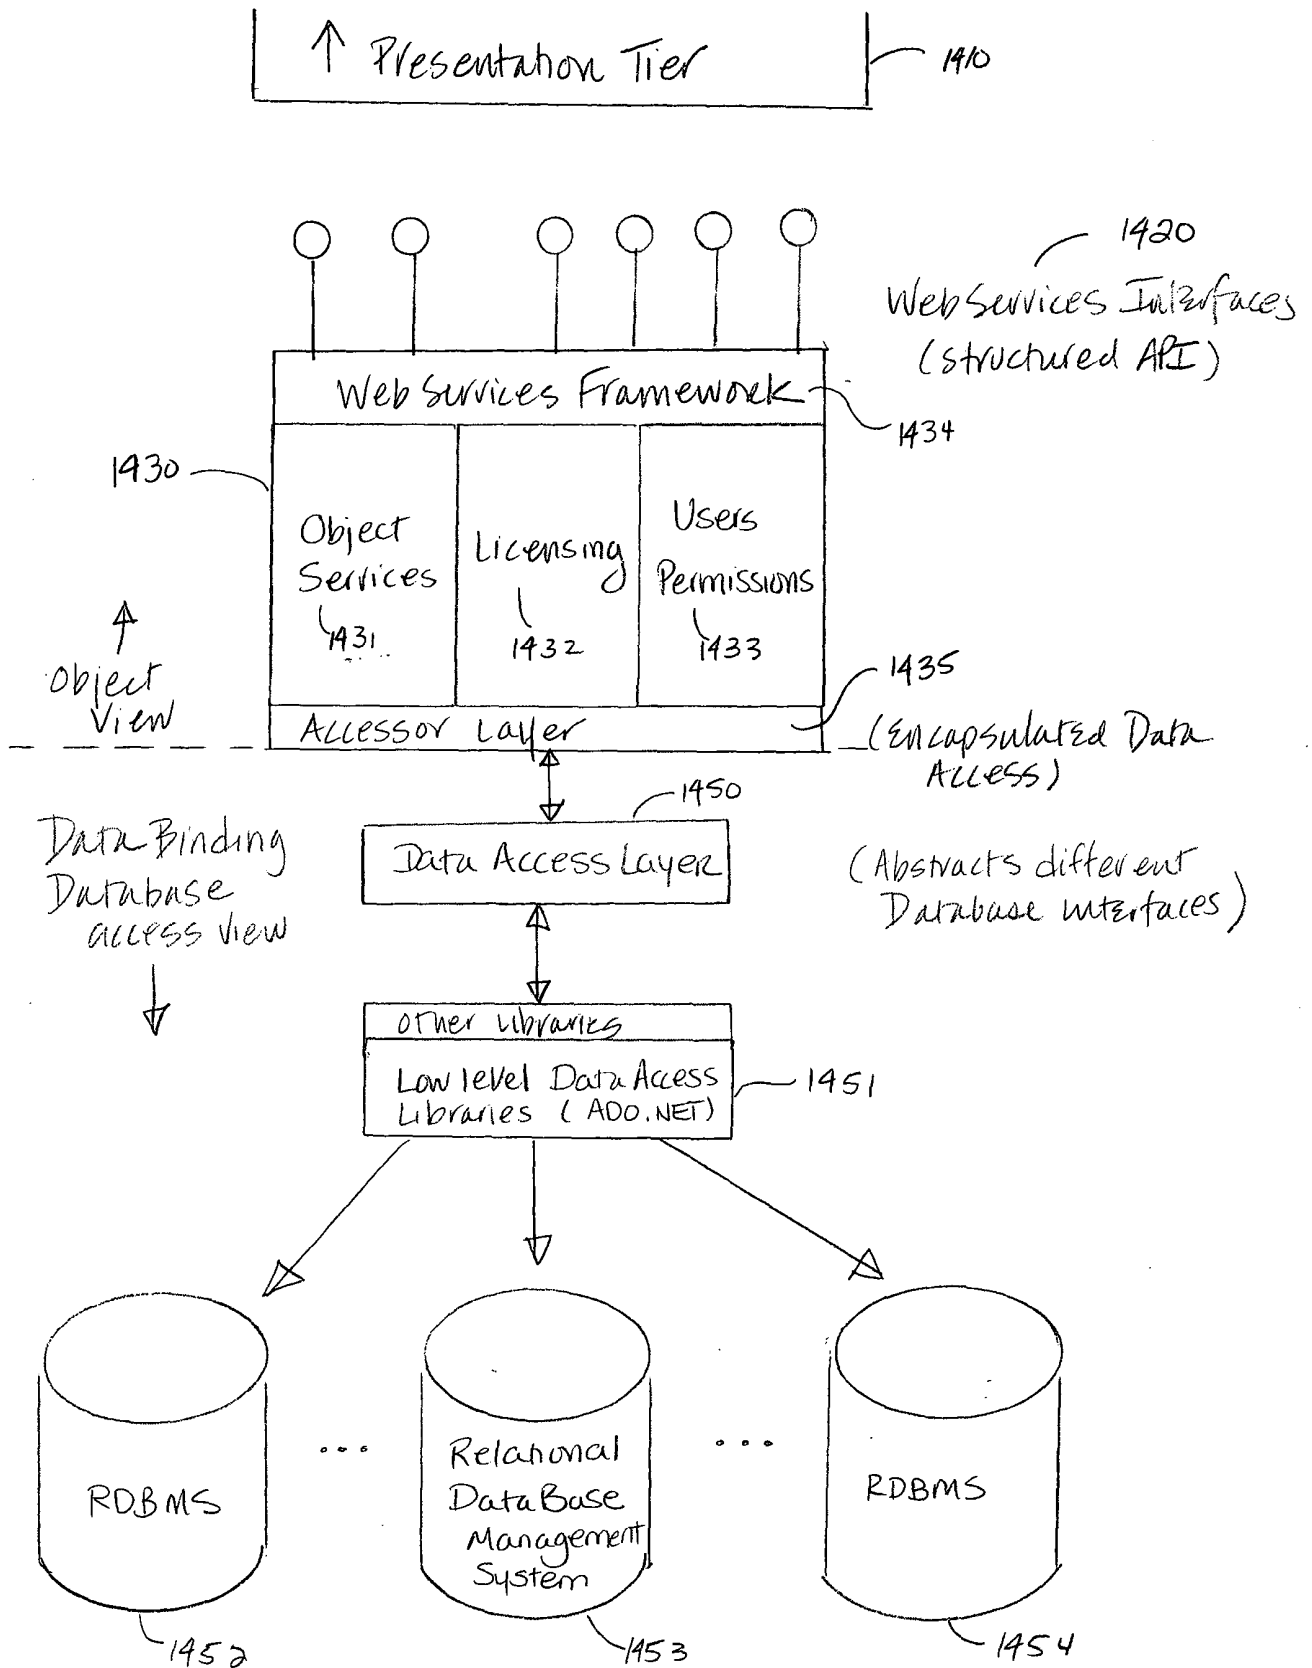 Presentation Tier
1410
1420
WebServices Interfaces
(structured API)
Web Services Framework
1434
1430
Object
Services
1431
Licensing
1432
Users
Permissions
1433
1435
Object
View
Accessor Layer
(Encapsulated Data
Access)
1450
Data Binding
Database
access view
Data Access Layer
(Abstracts different
Database interfaces)
other Libraries
Low level Data Access
Libraries (ADO.NET)
1451
RDBMS
...
Relational
DataBase
Management
System
...
RDBMS
1452
1453
1454